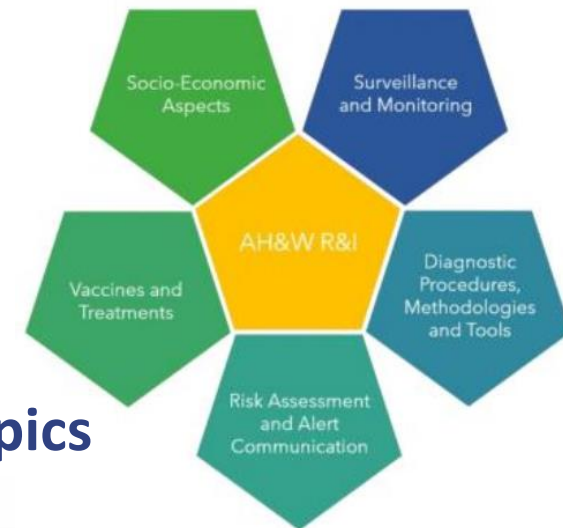 Socio-Economic
Aspects
Surveillance
and Monitoring
AH&W R&I
Vaccines and
Treatments
Diagnostic
Procedures,
Methodologies
and Tools
Risk Assessment
and Alert
Communication